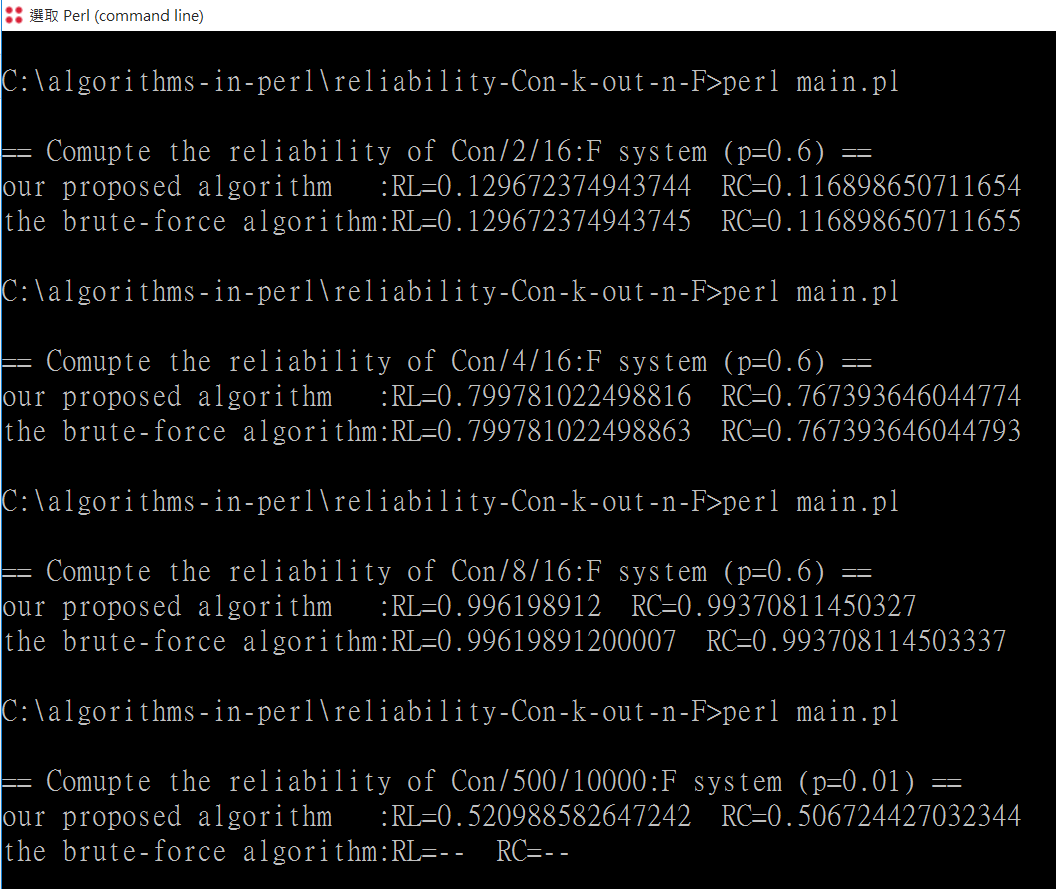 選取 Perl (command line)
C:\algorithms-in-perl\reliability-Con-k-out-n-F>perl main.pl
== Comupte the reliability of Con/2/16:F system (p=0.6) ==
our proposed algorithm   :RL=0.129672374943744  RC=0.116898650711654
the brute-force algorithm:RL=0.129672374943745  RC=0.116898650711655
C:\algorithms-in-perl\reliability-Con-k-out-n-F>perl main.pl
== Comupte the reliability of Con/4/16:F system (p=0.6) ==
our proposed algorithm   :RL=0.799781022498816  RC=0.767393646044774
the brute-force algorithm:RL=0.799781022498863  RC=0.767393646044793
C:\algorithms-in-perl\reliability-Con-k-out-n-F>perl main.pl
== Comupte the reliability of Con/8/16:F system (p=0.6) ==
our proposed algorithm   :RL=0.996198912  RC=0.99370811450327
the brute-force algorithm:RL=0.99619891200007  RC=0.993708114503337
C:\algorithms-in-perl\reliability-Con-k-out-n-F>perl main.pl
== Comupte the reliability of Con/500/10000:F system (p=0.01) ==
our proposed algorithm   :RL=0.520988582647242  RC=0.506724427032344
the brute-force algorithm:RL=--  RC=--